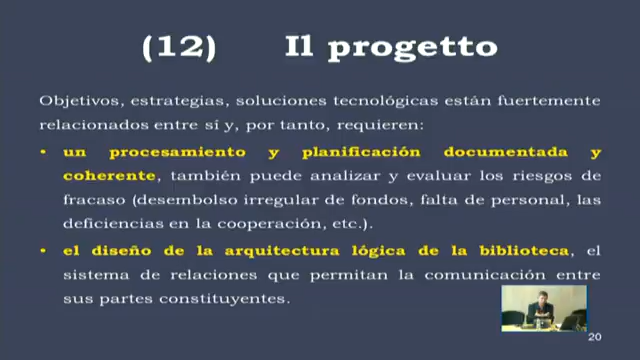 (12) Il progetto
Objetivos, estrategias, soluciones tecnológicas están fuertemente
relacionados entre sí y, por tanto, requieren:
• un procesamiento y planificación documentada y
coherente, también puede analizar y evaluar los riesgos de
fracaso (desembolso irregular de fondos, falta de personal, las
deficiencias en la cooperación, etc.).
• el diseño de la arquitectura lógica de la biblioteca, el
sistema de relaciones que permitan la comunicación entre
sus partes constituyentes.
20